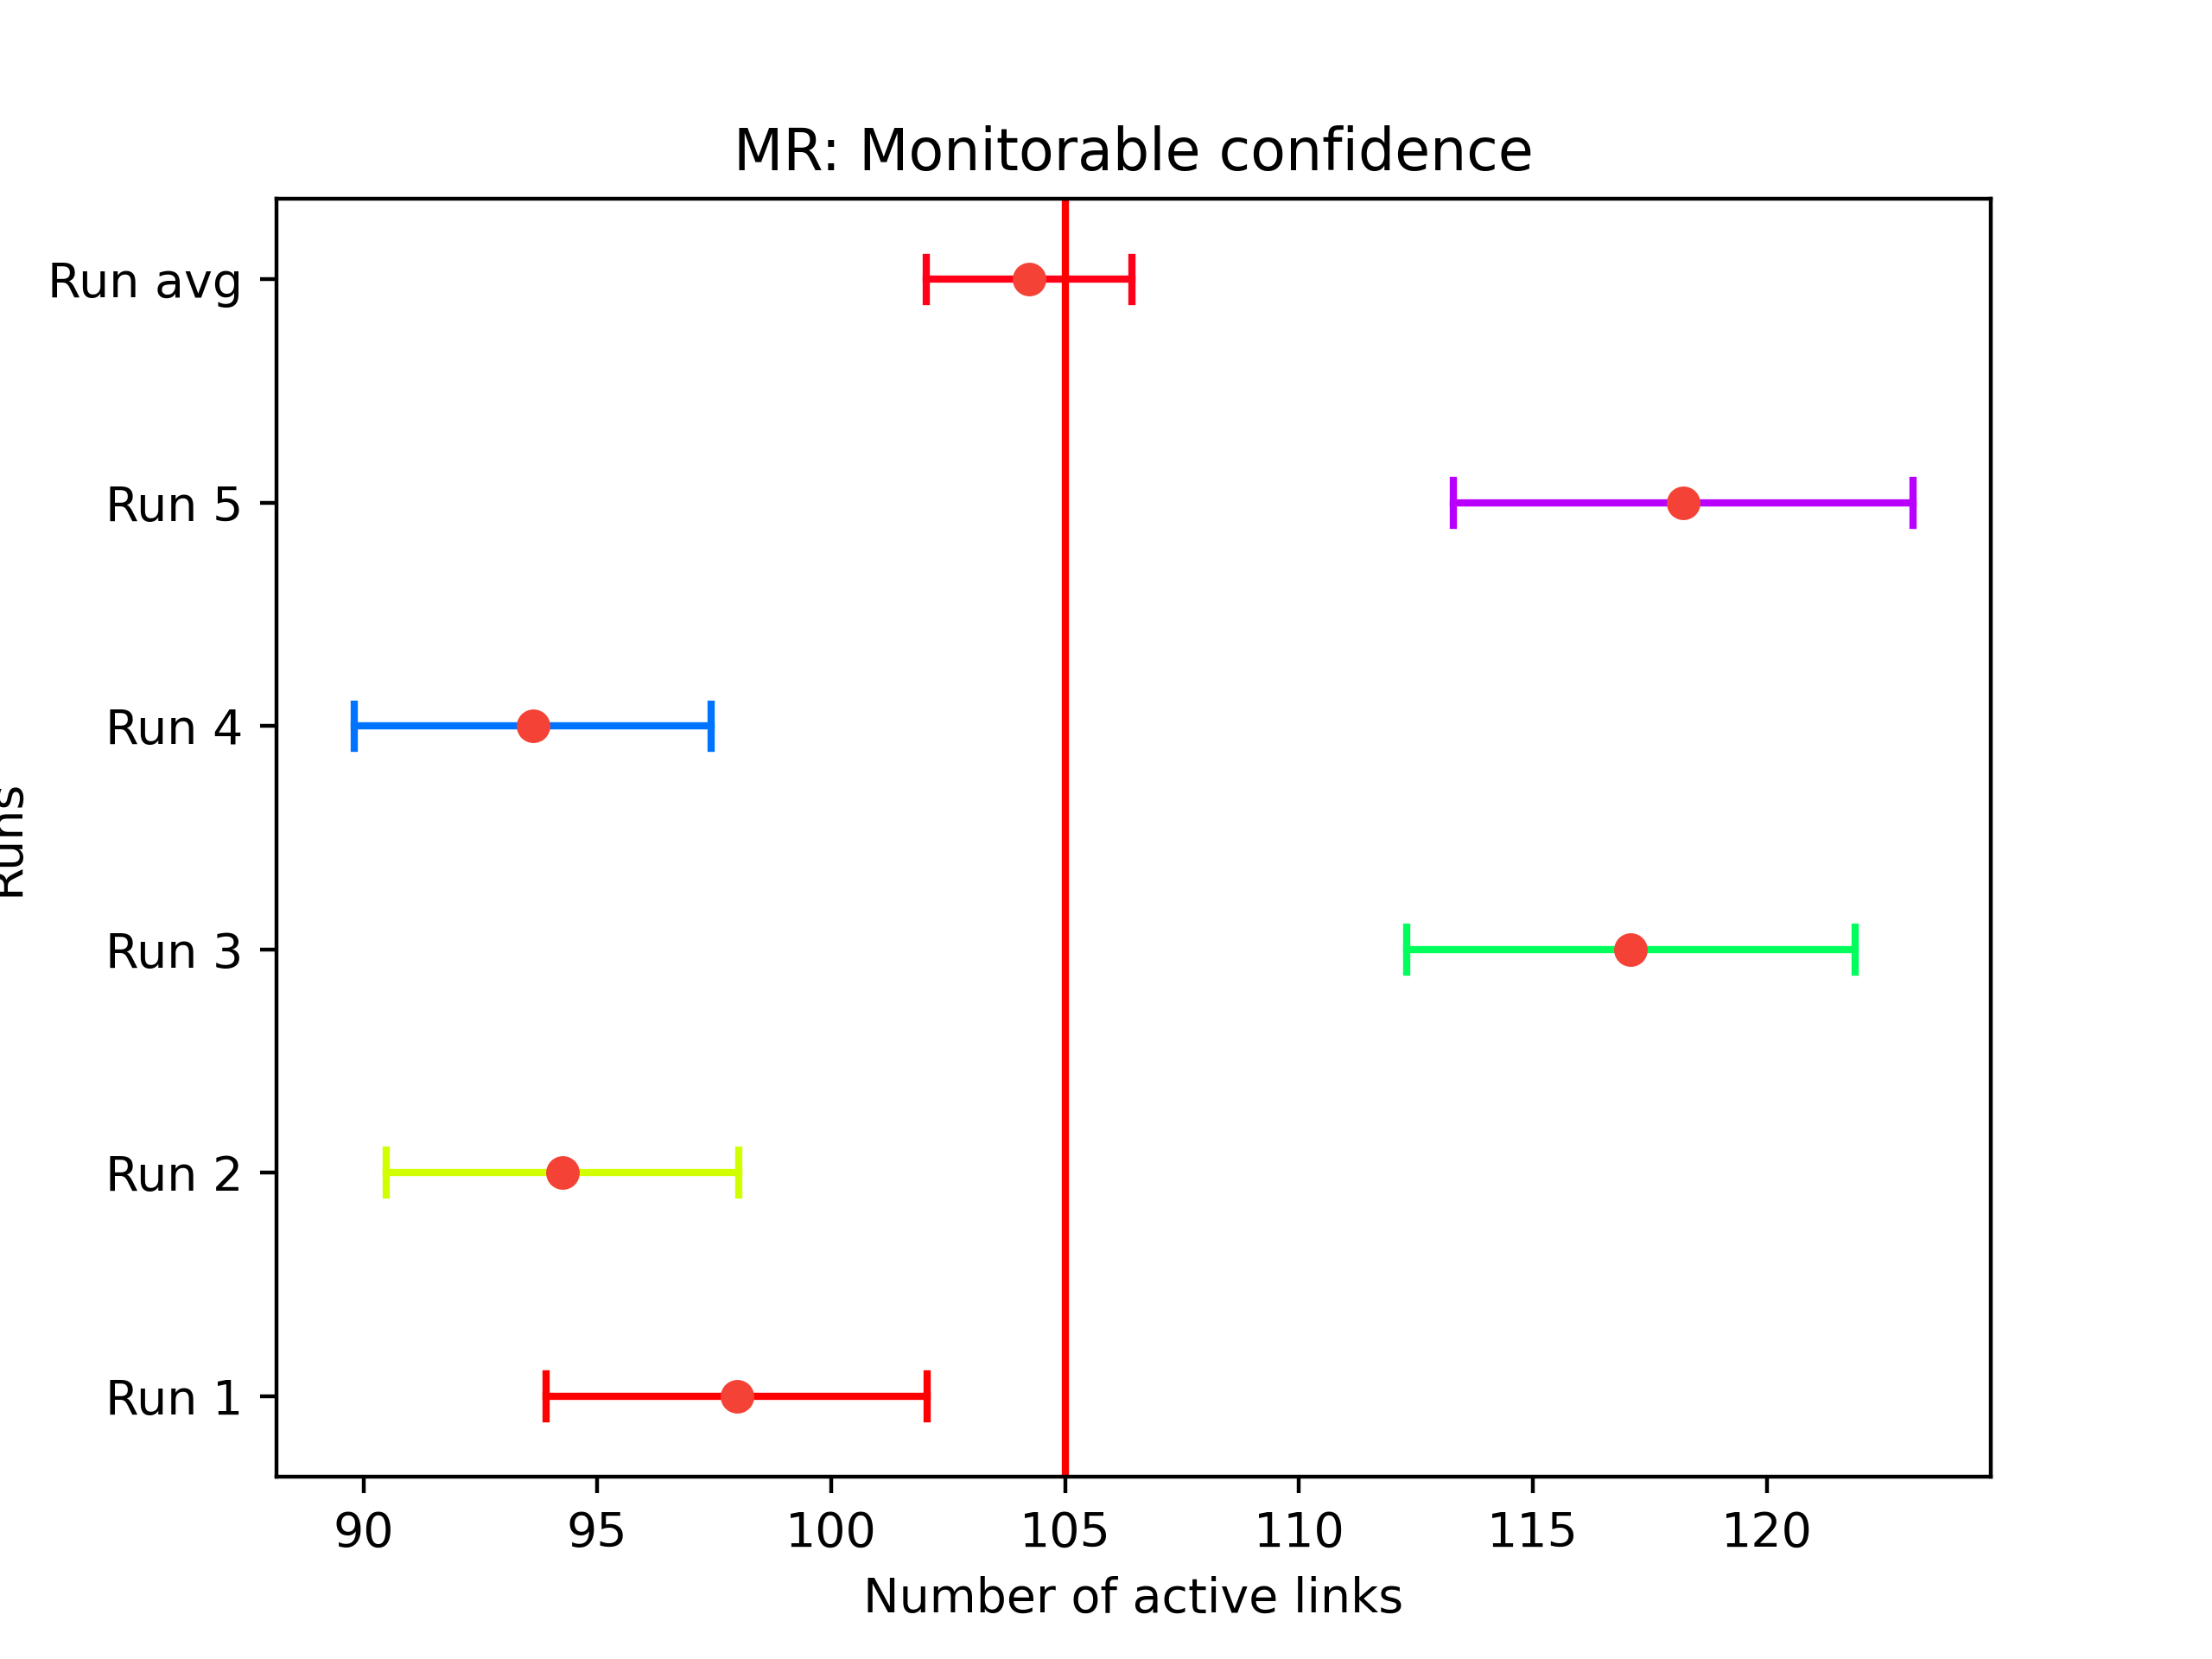 MR: Monitorable confidence
Run avg
Run 5
Run 4
Run 3
Run 2
Run 1
Runs
90 95 100 105 110 115 120
Number of active links